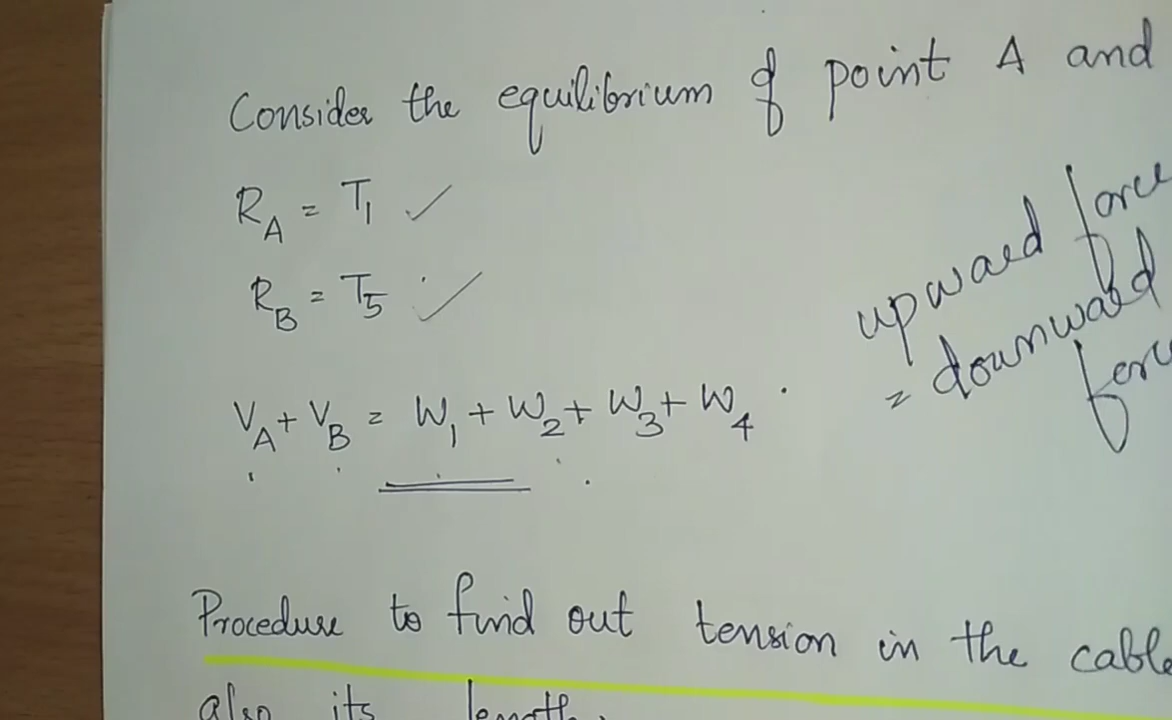 Consider the equilibrium of point A and
R_A = T_1 ✓
R_B = T_5 ✓
upward force
= downward
V_A + V_B = W_1 + W_2 + W_3 + W_4
Procedure to find out tension in the cable
also its length.